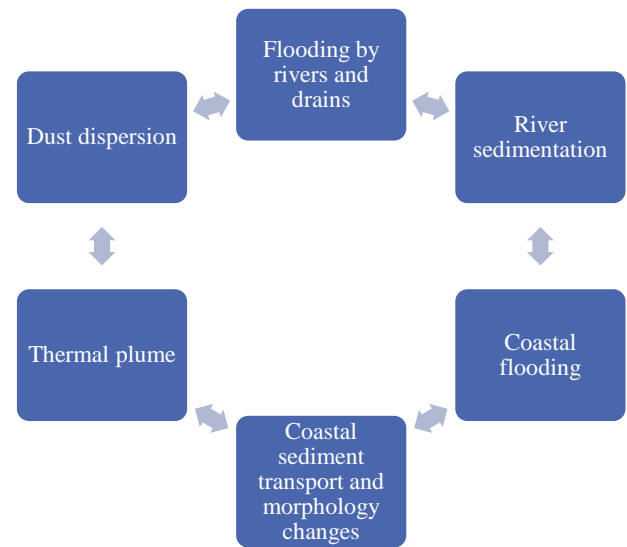 Flooding by
rivers and
drains
Dust dispersion
River
sedimentation
Thermal plume
Coastal
flooding
Coastal
sediment
transport and
morphology
changes